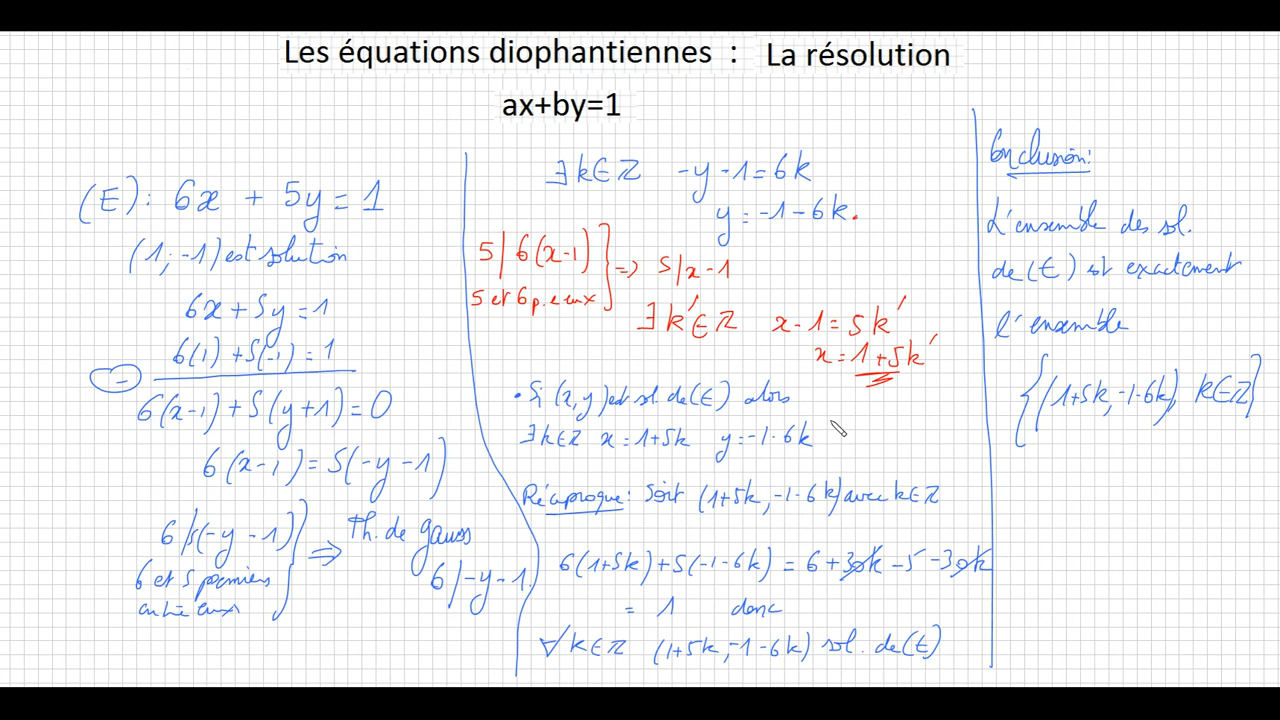 Les équations diophantiennes : La résolution
ax+by=1
(E): 6x + 5y = 1
(1; -1) est solution
6x + 5y = 1
6(1) + 5(-1) = 1
-
6(x-1) + 5(y+1) = 0
6(x-1) = 5(-y-1)
6 | 5(-y-1)
6 et 5 premiers
entre eux
⇒ Th. de gauss
6 | -y-1
∃k∈ℤ -y-1=6k
y=-1-6k.
5 | 6(x-1)
5 et 6 p. e eux
=> 5 | x-1
∃k'∈ℤ x-1=5k'
x=1+5k'
• Si (x,y) est sol. de (E) alors
∃k∈ℤ x=1+5k y=-1-6k
Réciproque: Soit (1+5k,-1-6k) avec k∈ℤ
6(1+5k)+5(-1-6k) = 6+30k-5-30k
= 1 donc
∀k∈ℤ (1+5k,-1-6k) sol. de (E)
Conclusion:
L'ensemble des sol.
de (E) est exactement
l'ensemble
{(1+5k,-1-6k), k∈ℤ}